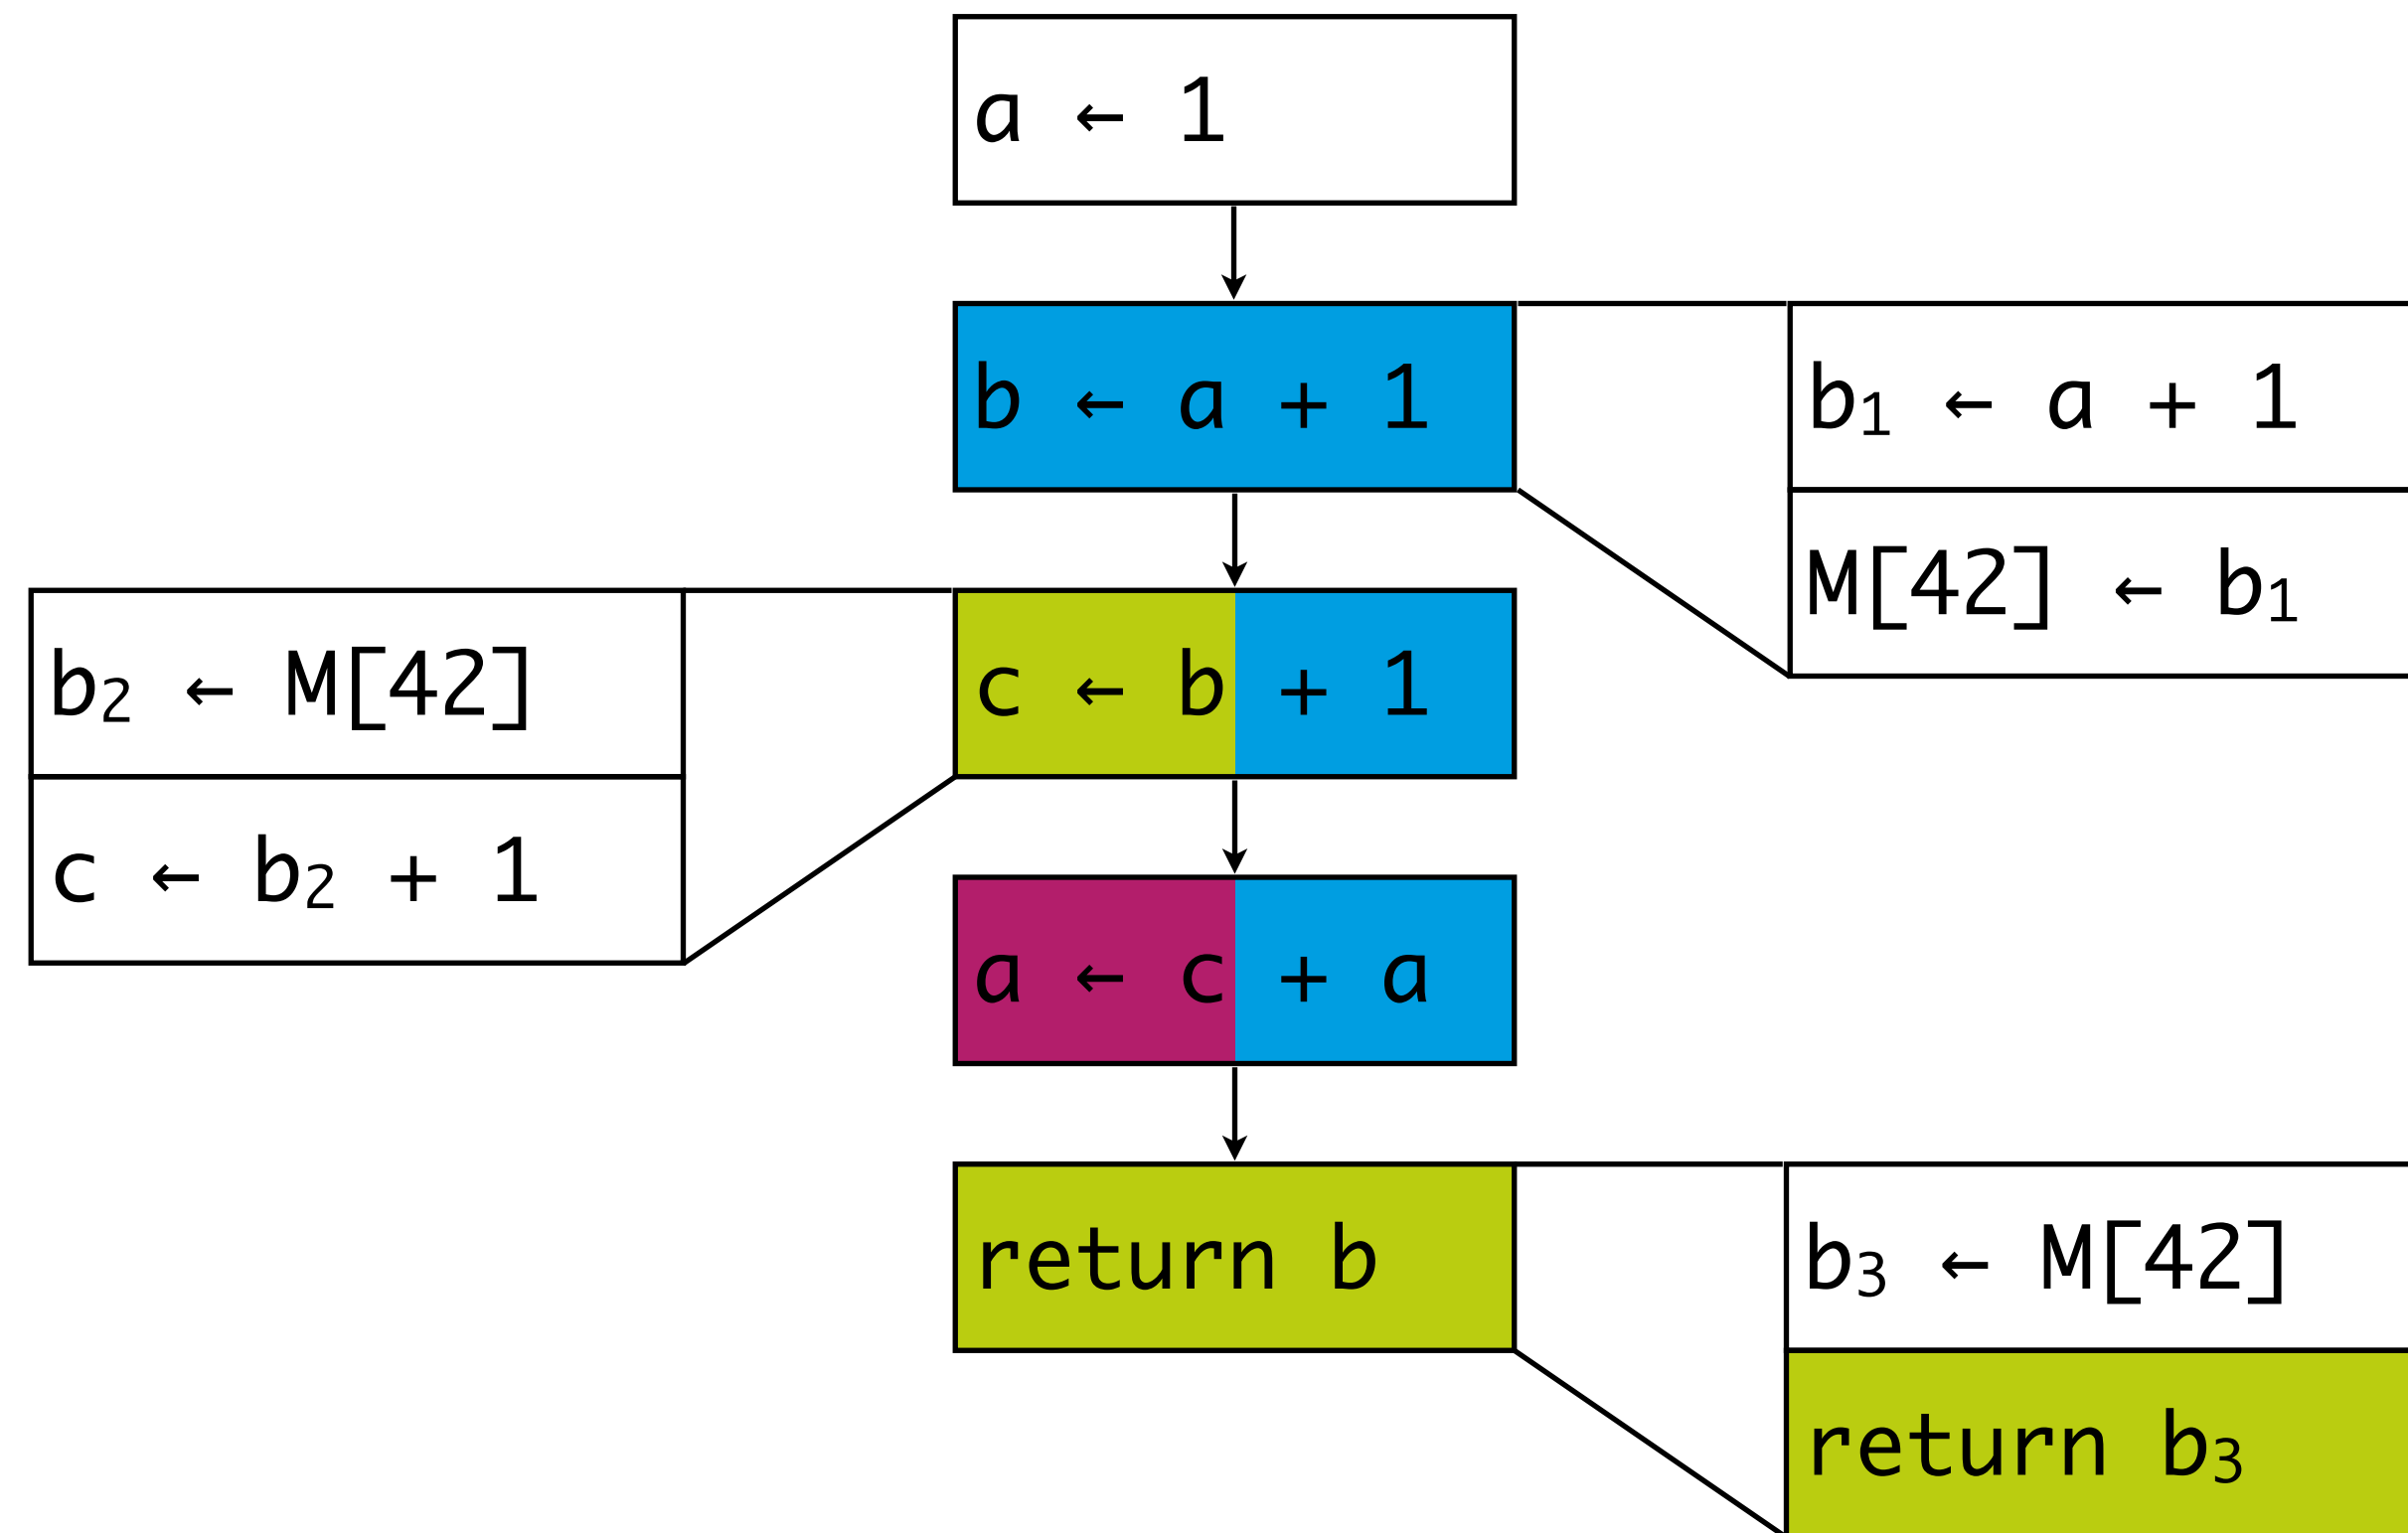 a ← 1
b ← a + 1
b₁ ← a + 1
M[42] ← b₁
c ← b + 1
b₂ ← M[42]
c ← b₂ + 1
a ← c + a
return b
b₃ ← M[42]
return b₃